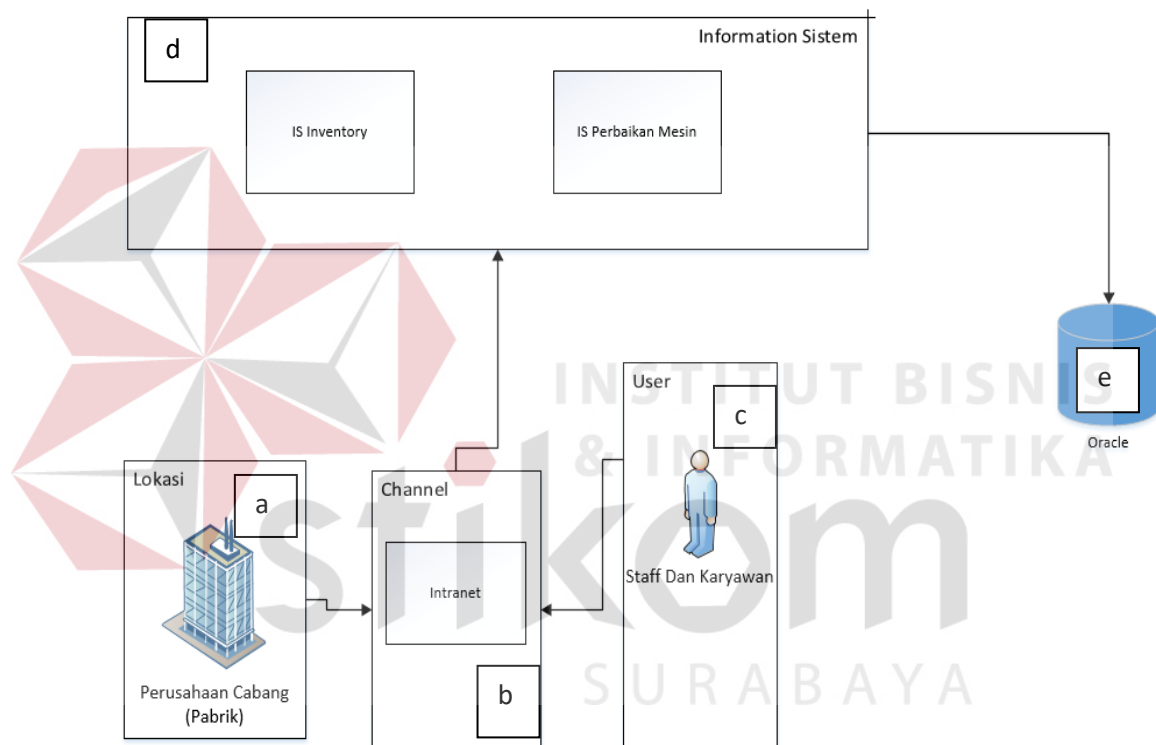 d
Information Sistem
IS Inventory
IS Perbaikan Mesin
e
Oracle
User
c
Staff Dan Karyawan
Lokasi
a
Perusahaan Cabang
(Pabrik)
Channel
Intranet
b
INSTITUT BISNIS
& INFORMATIKA
stikom
SURABAYA